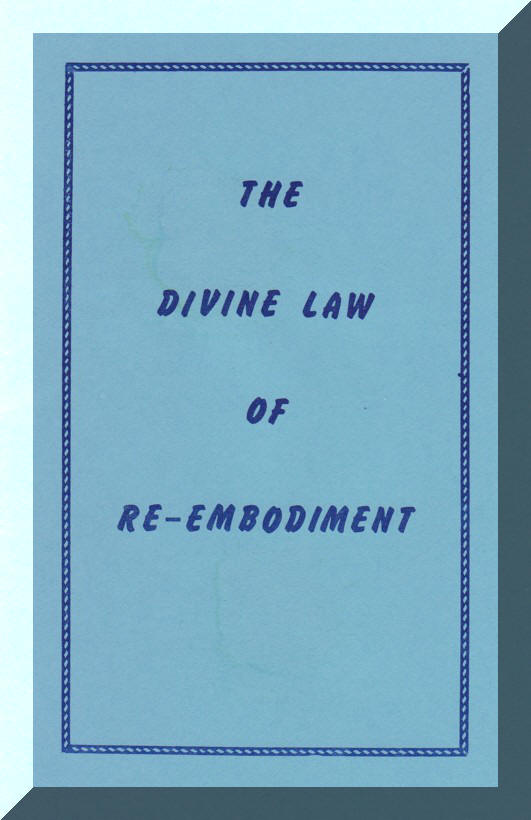 THE
DIVINE LAW
OF
RE-EMBODIMENT